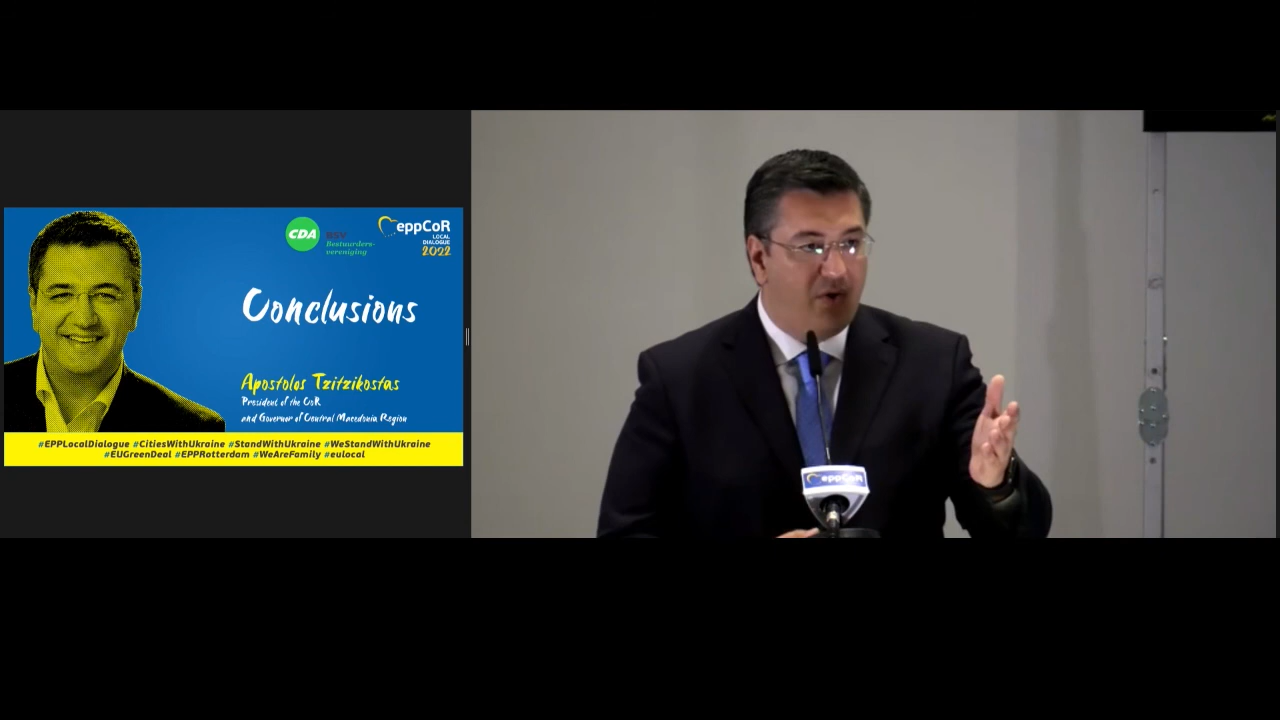 CDA
BSV
Bestuurders-
vereniging
eppCoR
LOCAL
DIALOGUE
2022
Conclusions
Apostolos Tzitzikostas
President of the CoR
and Governor of Central Macedonia Region
#EPPLocalDialogue #CitiesWithUkraine #StandWithUkraine #WeStandWithUkraine
#EUGreenDeal #EPPRotterdam #WeAreFamily #eulocal
eppCoR